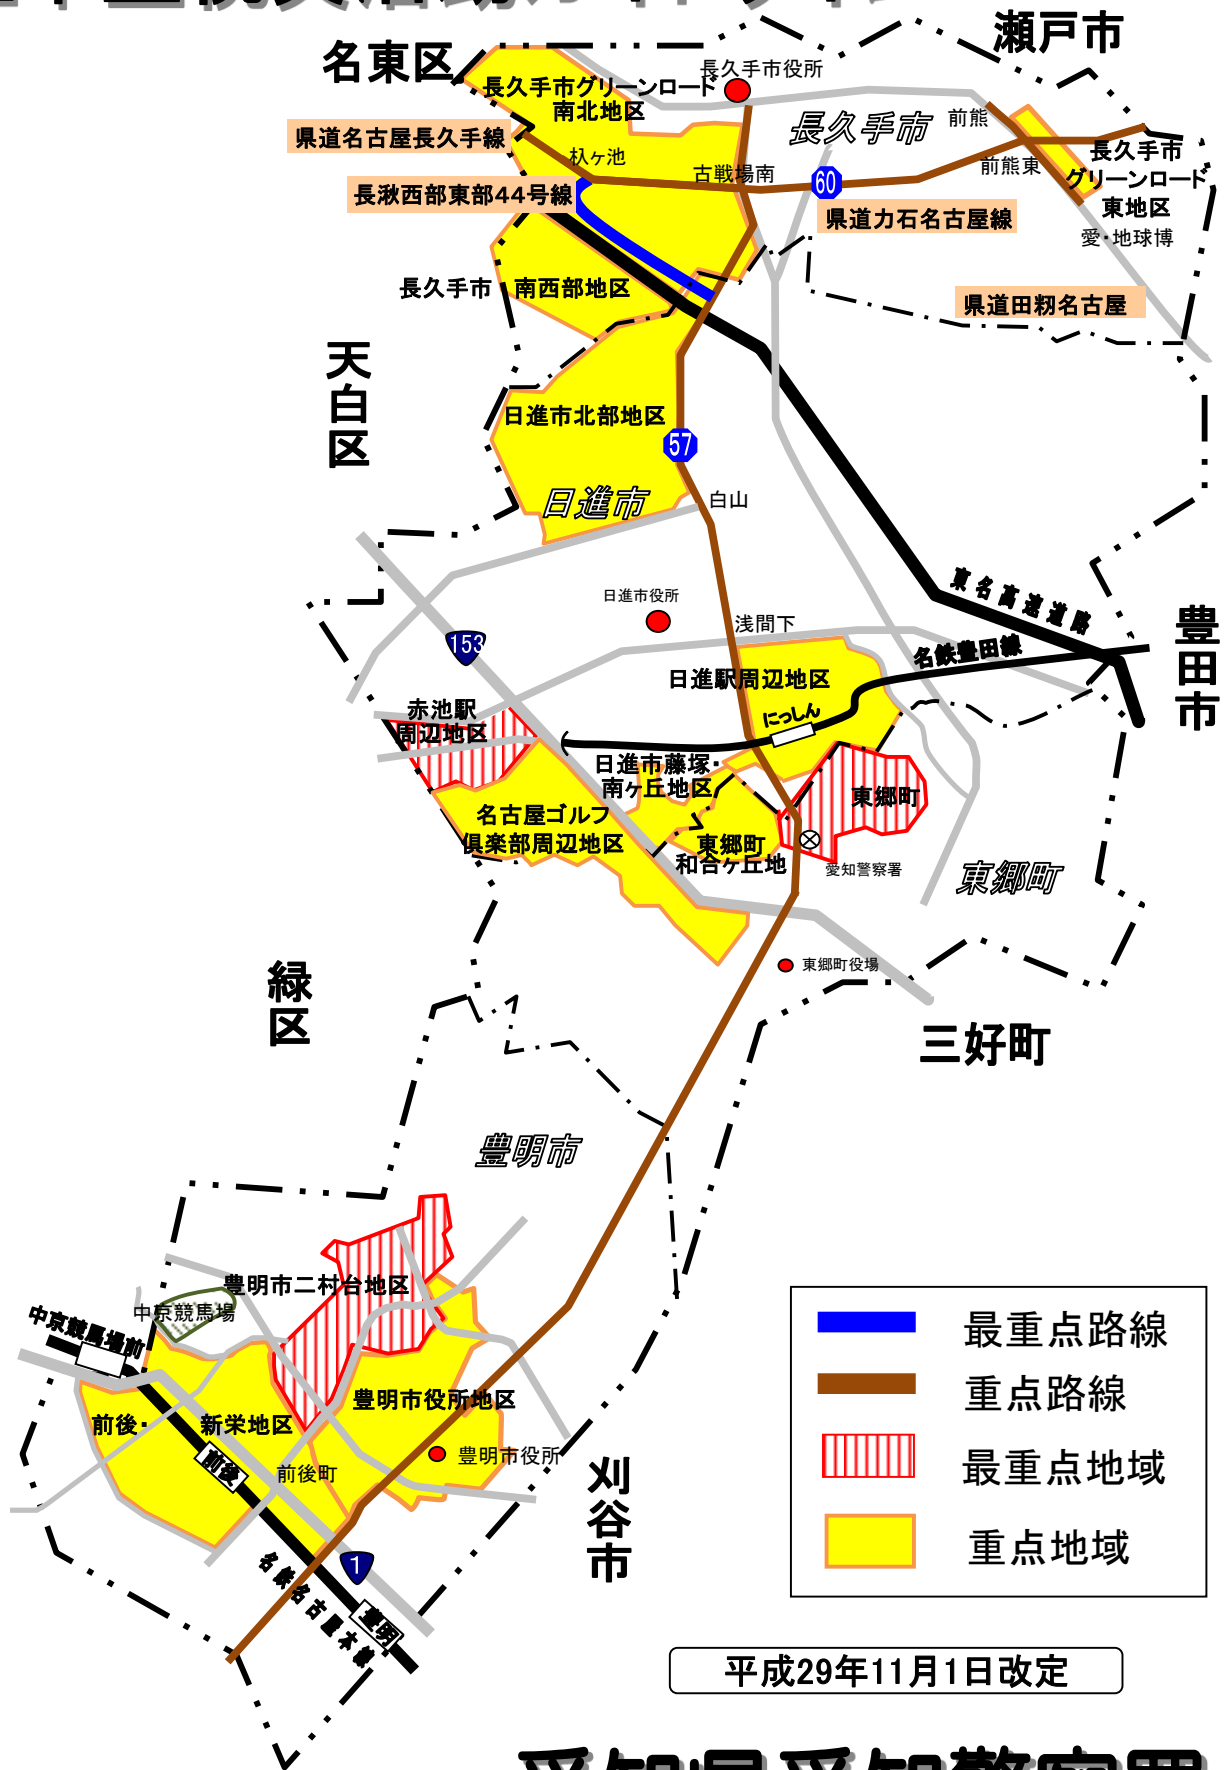 瀬戸市
名東区
長久手市役所
長久手市グリーンロード
南北地区
長久手市
前熊
県道名古屋長久手線
杁ヶ池
古戦場南
前熊東
長久手市
グリーンロード
東地区
60
長湫西部東部44号線
県道力石名古屋線
愛・地球博
長久手市 南西部地区
県道田籾名古屋
天白区
日進市北部地区
57
日進市
白山
東名高速道路
日進市役所
浅間下
豊田市
153
名鉄豊田線
日進駅周辺地区
赤池駅
周辺地区
にっしん
日進市藤塚・
南ヶ丘地区
東郷町
名古屋ゴルフ
倶楽部周辺地区
東郷町
和合ヶ丘地
愛知警察署
東郷町
東郷町役場
緑区
三好町
豊明市
豊明市二村台地区
中京競馬場
中京競馬場前
最重点路線
重点路線
最重点地域
重点地域
豊明市役所地区
前後・
新栄地区
豊明市役所
前後
前後町
刈谷市
1
名鉄名古屋本線
豊明
平成29年11月1日改定
愛知県愛知警察署